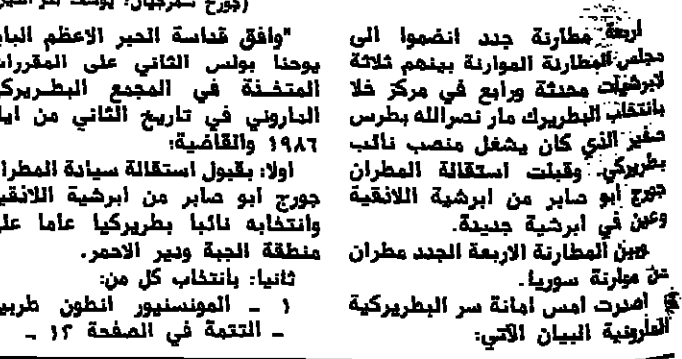 (جورج سمرجيان، يوسف
اربعة مطارنة جدد انضموا الى
مجلس المطارنة الموارنة بينهم ثلاثة
لابرشيات محدثة ورابع في مركز خلا
بانتخاب البطريرك مار نصرالله بطرس
صفير الذي كان يشغل منصب نائب
بطريركي. وقبلت استقالة المطران
جورج ابو صابر من ابرشية اللاذقية
وعين في ابرشية جديدة.
وبين المطارنة الاربعة الجدد مطران
من موارنة سوريا.
اصدرت امس امانة سر البطريركية
المارونية البيان الآتي:
"وافق قداسة الحبر الاعظم البابا
يوحنا بولس الثاني على المقررات
المتخذة في المجمع البطريركي
الماروني في تاريخ الثاني من ايار
١٩٨٦ والقاضية:
اولا: بقبول استقالة سيادة المطران
جورج ابو صابر من ابرشية اللاذقية
وانتخابه نائبا بطريركيا عاما على
منطقة الجبة ودير الاحمر.
ثانيا: بانتخاب كل من:
١ - المونسنيور انطون طربيه
- التتمة في الصفحة ١٢ -